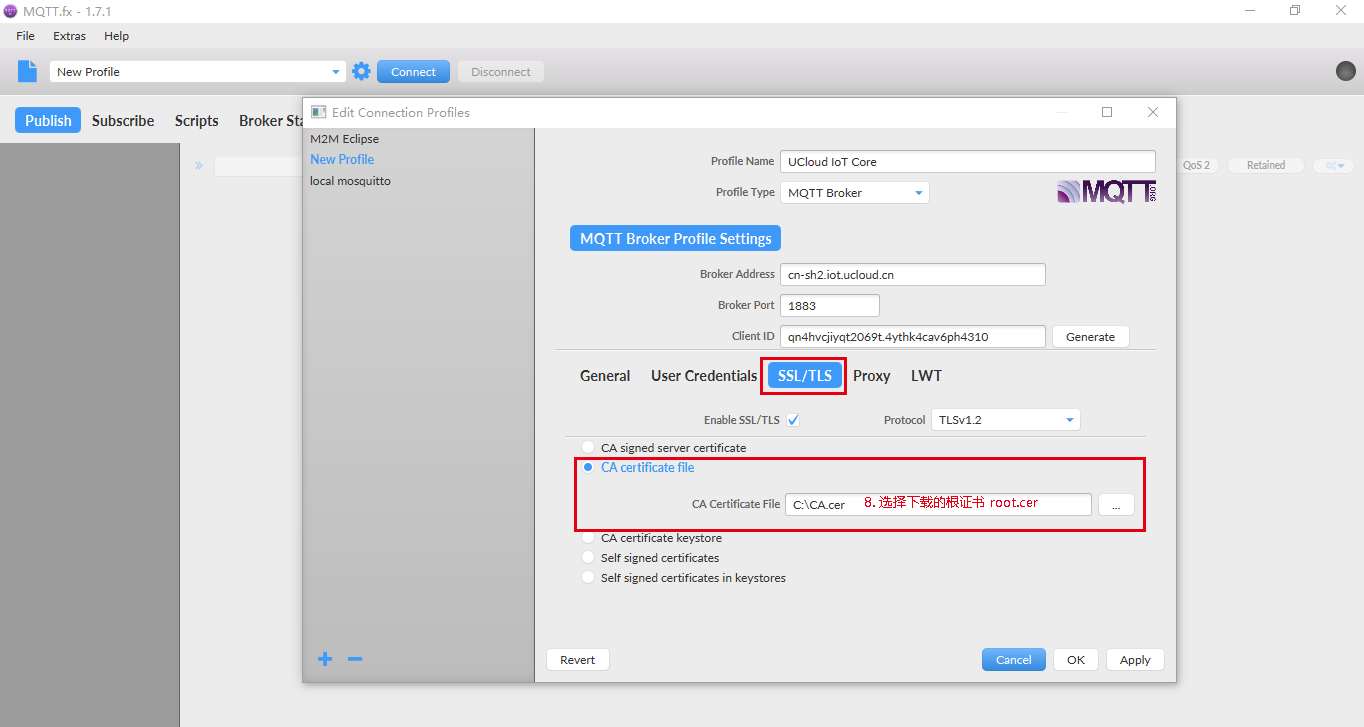 MQTT.fx - 1.7.1
File Extras Help
New Profile Connect Disconnect
Publish Subscribe Scripts Broker Sta
Edit Connection Profiles
M2M Eclipse
New Profile
local mosquitto
QoS 2 Retained
Profile Name UCloud IoT Core
Profile Type MQTT Broker
MQTT.ORG
MQTT Broker Profile Settings
Broker Address cn-sh2.iot.ucloud.cn
Broker Port 1883
Client ID qn4hvcjiyqt2069t.4ythk4cav6ph4310 Generate
General User Credentials SSL/TLS Proxy LWT
Enable SSL/TLS Protocol TLSv1.2
CA signed server certificate
CA certificate file
CA Certificate File C:\CA.cer 8. 选择下载的根证书 root.cer ...
CA certificate keystore
Self signed certificates
Self signed certificates in keystores
Revert Cancel OK Apply